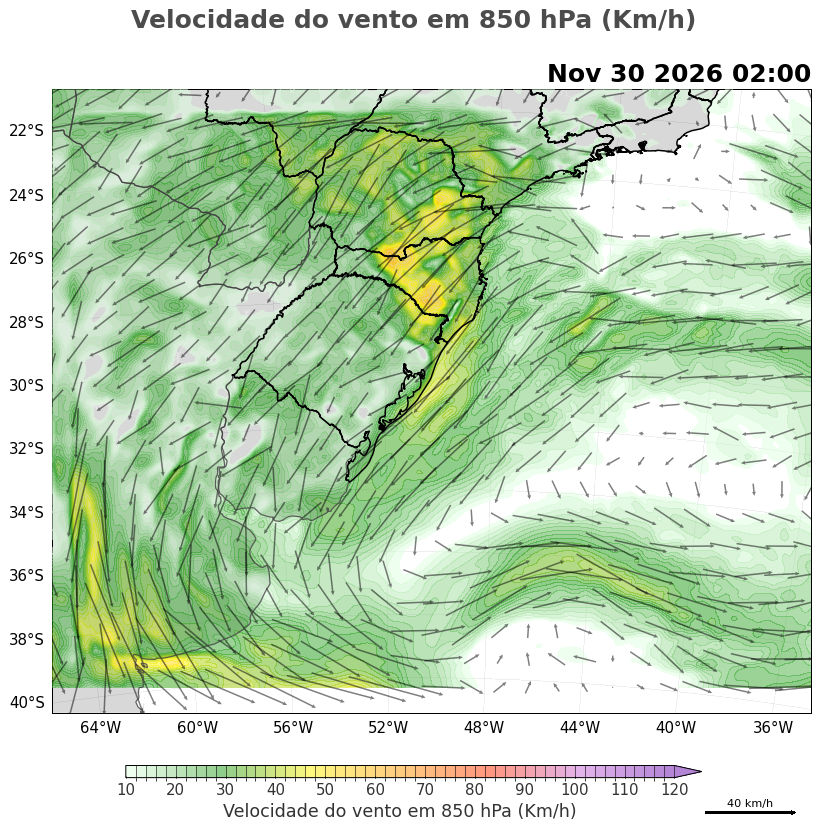 Velocidade do vento em 850 hPa (Km/h)
Nov 30 2026 02:00
22°S
24°S
26°S
28°S
30°S
32°S
34°S
36°S
38°S
40°S
64°W 60°W 56°W 52°W 48°W 44°W 40°W 36°W
10 20 30 40 50 60 70 80 90 100 110 120
Velocidade do vento em 850 hPa (Km/h)
40 km/h